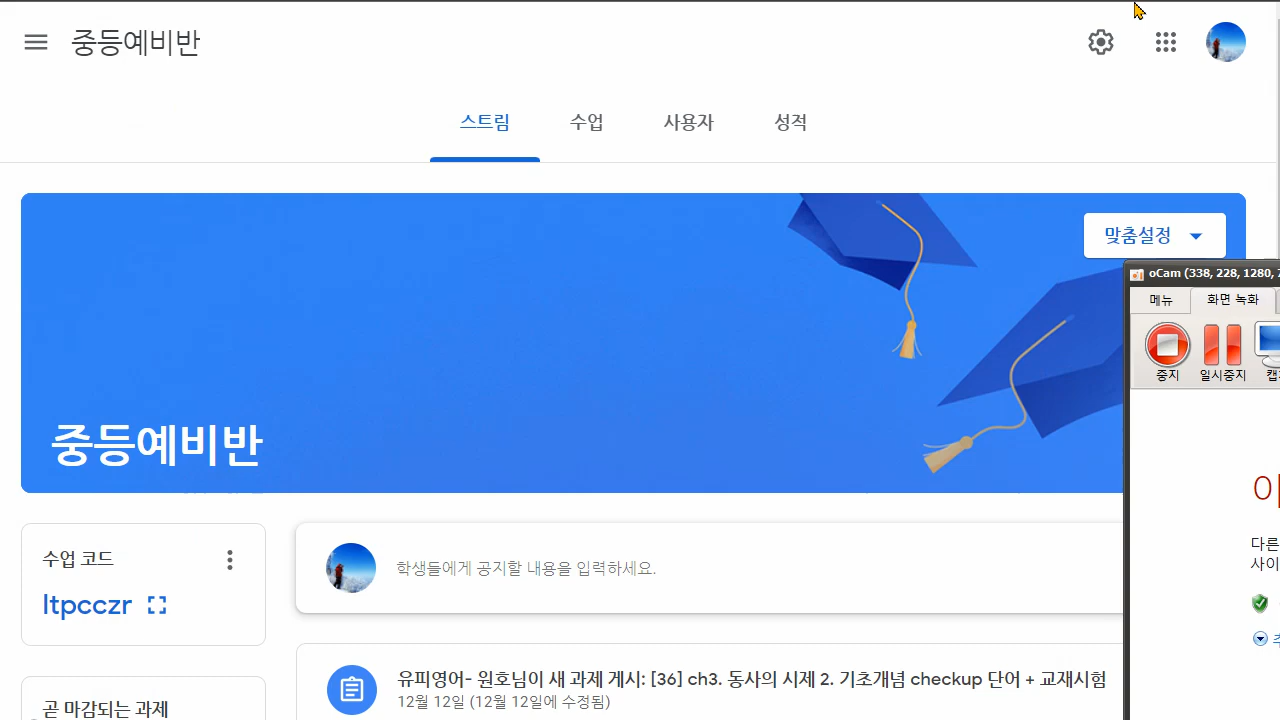 중등예비반
스트림 수업 사용자 성적
맞춤설정
중등예비반
수업 코드
ltpcczr
학생들에게 공지할 내용을 입력하세요.
유피영어- 원호님이 새 과제 게시: [36] ch3. 동사의 시제 2. 기초개념 checkup 단어 + 교재시험
12월 12일 (12월 12일에 수정됨)
곧 마감되는 과제
oCam (338, 228, 1280,
메뉴 화면 녹화
중지 일시중지
다른